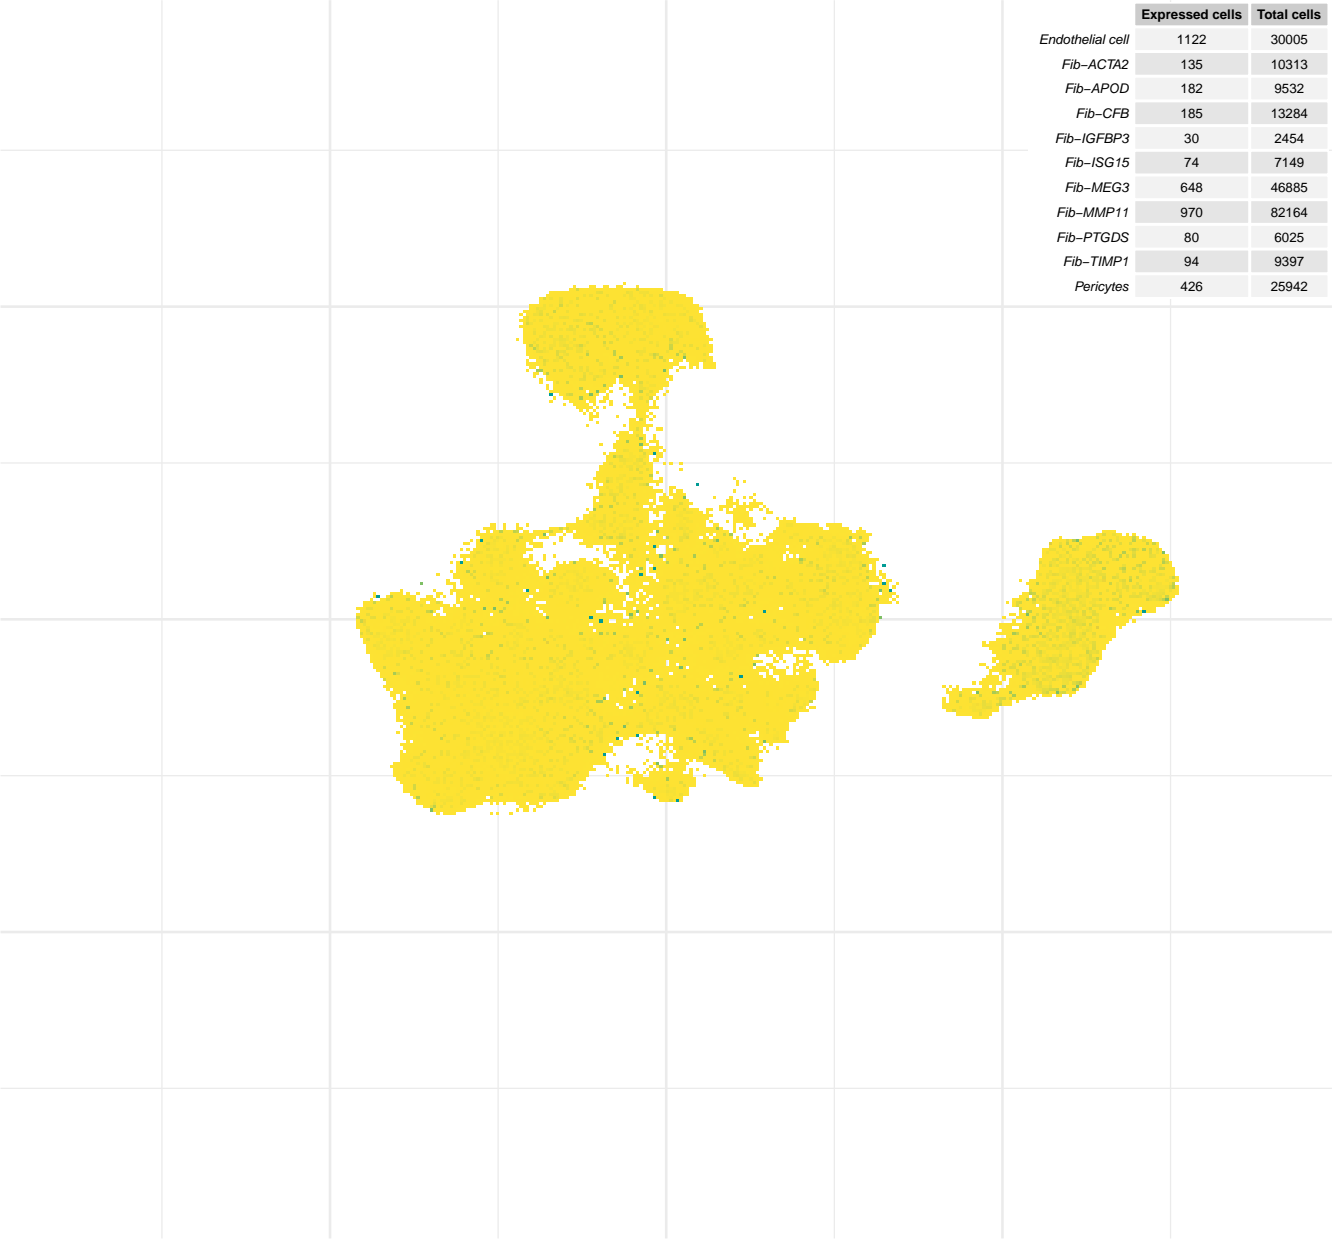 Expressed cells Total cells
Endothelial cell 1122 30005
Fib−ACTA2 135 10313
Fib−APOD 182 9532
Fib−CFB 185 13284
Fib−IGFBP3 30 2454
Fib−ISG15 74 7149
Fib−MEG3 648 46885
Fib−MMP11 970 82164
Fib−PTGDS 80 6025
Fib−TIMP1 94 9397
Pericytes 426 25942